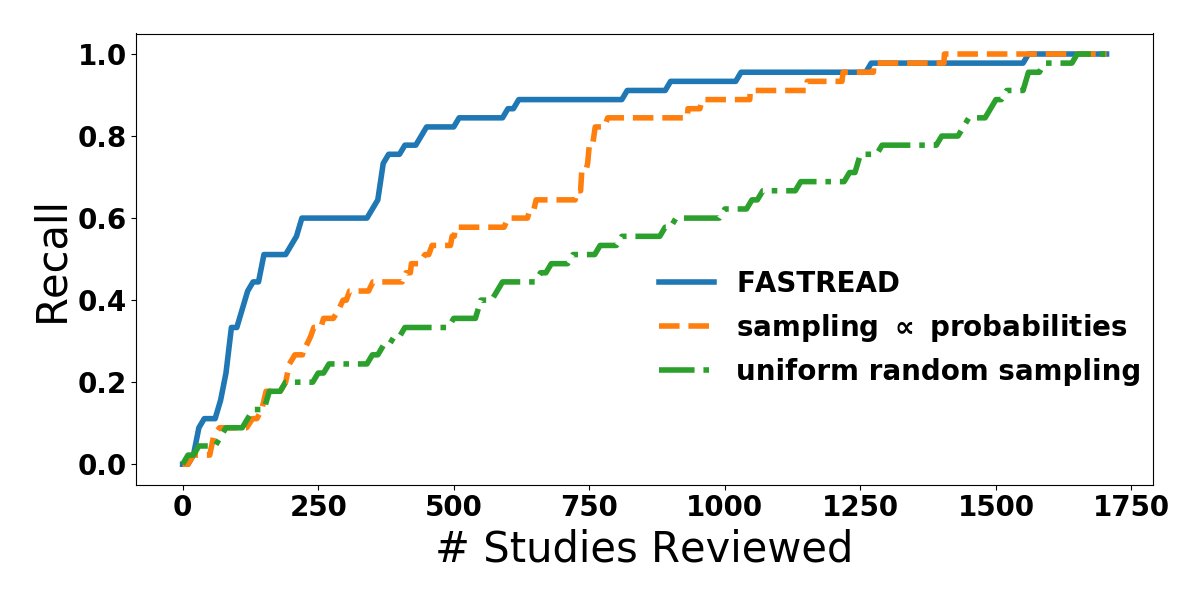 1.0
0.8
0.6
0.4
0.2
0.0
Recall
FASTREAD
sampling ∝ probabilities
uniform random sampling
0 250 500 750 1000 1250 1500 1750
# Studies Reviewed